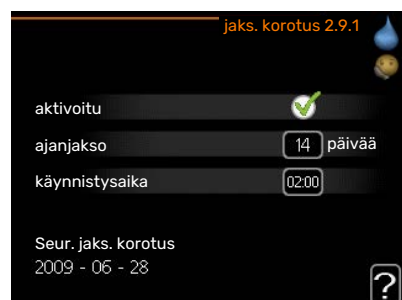 jaks. korotus 2.9.1
aktivoitu
ajanjakso 14 päivää
käynnistysaika 02:00
Seur. jaks. korotus
2009 - 06 - 28
?